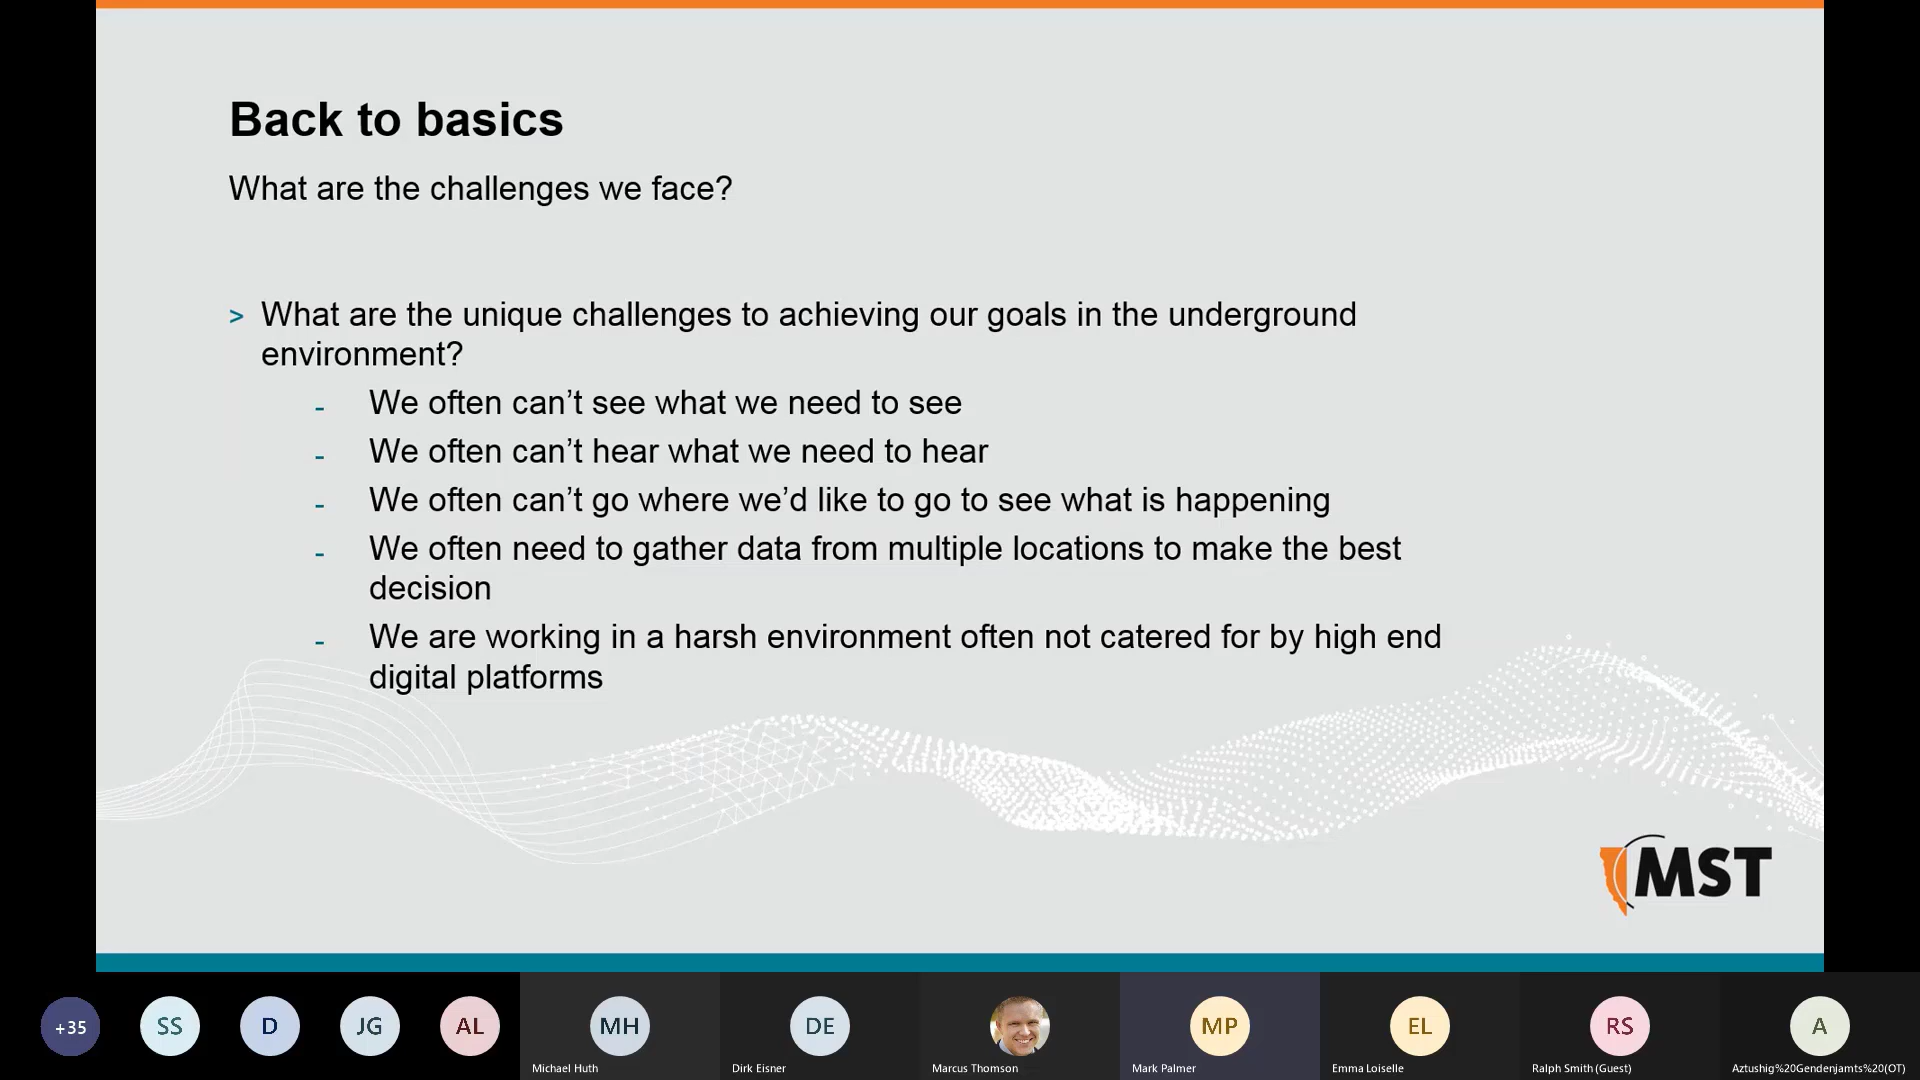 Back to basics
What are the challenges we face?
> What are the unique challenges to achieving our goals in the underground
environment?
- We often can’t see what we need to see
- We often can’t hear what we need to hear
- We often can’t go where we’d like to go to see what is happening
- We often need to gather data from multiple locations to make the best
decision
- We are working in a harsh environment often not catered for by high end
digital platforms
MST
+35 SS D JG AL MH DE MP EL RS A
Michael Huth Dirk Eisner Marcus Thomson Mark Palmer Emma Loiselle Ralph Smith (Guest) Aztushig%20Gendenjamts%20(OT)